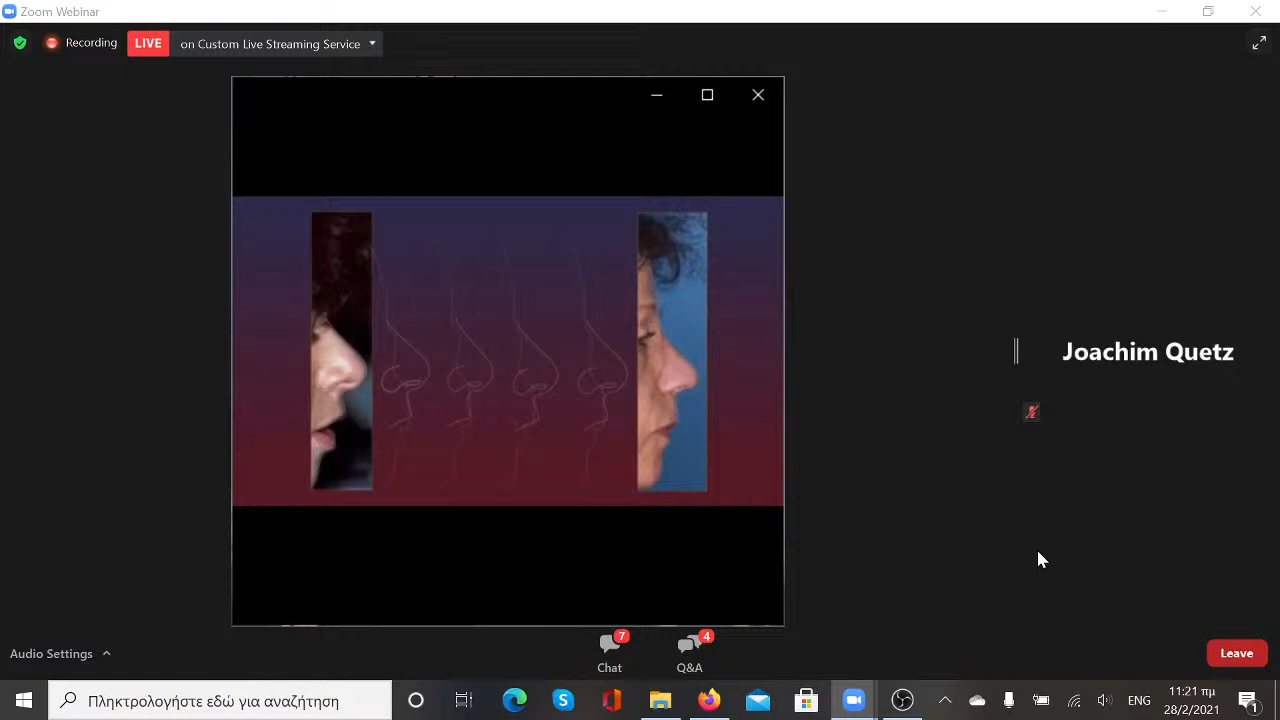 Zoom Webinar
Recording
LIVE
on Custom Live Streaming Service
Joachim Quetz
7
4
Chat
Q&A
Audio Settings
Leave
Πληκτρολογήστε εδώ για αναζήτηση
ENG
11:21 πμ
28/2/2021
1